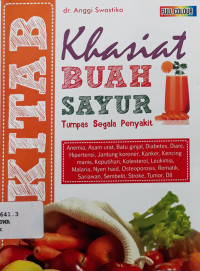 dr. Anggi Swastika
FULL COLOUR
KITAB
Khasiat
BUAH
SAYUR
Tumpas Segala Penyakit
Anemia, Asam urat, Batu ginjal, Diabetes, Diare,
Hipertensi, Jantung koroner, Kanker, Kencing
manis, Keputihan, Kolesterol, Leukimia,
Malaria, Nyeri haid, Osteoporosis, Rematik,
Sariawan, Sembelit, Stroke, Tumor, Dll
641.3